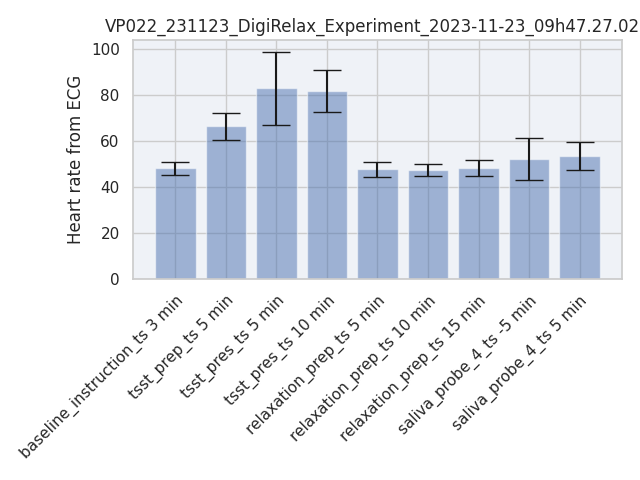 VP022_231123_DigiRelax_Experiment_2023-11-23_09h47.27.02
Heart rate from ECG
100
80
60
40
20
0
baseline_instruction_ts 3 min
tsst_prep_ts 5 min
tsst_pres_ts 5 min
tsst_pres_ts 10 min
relaxation_prep_ts 5 min
relaxation_prep_ts 10 min
relaxation_prep_ts 15 min
saliva_probe_4_ts -5 min
saliva_probe_4_ts 5 min